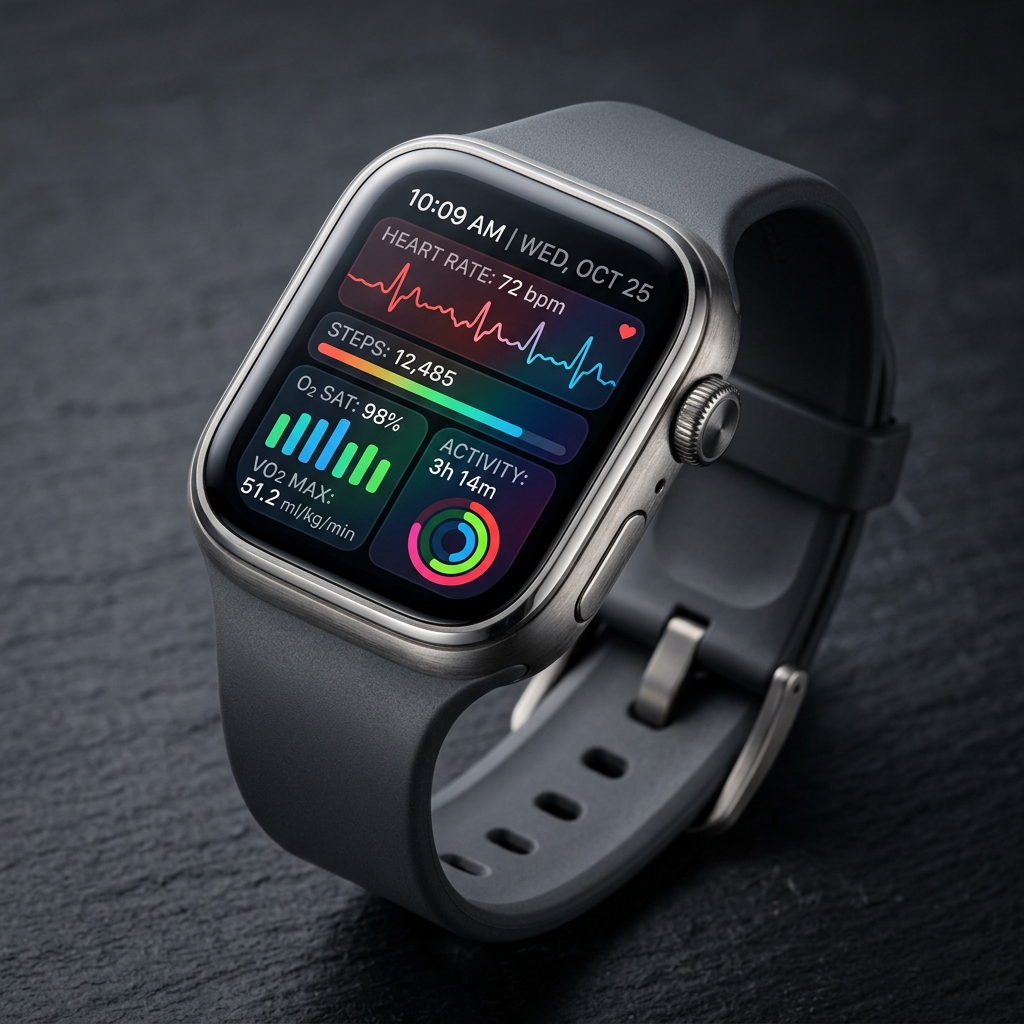 10:09 AM | WED, OCT 25
HEART RATE: 72 bpm
STEPS: 12,485
O₂ SAT: 98%
VO2 MAX:
51.2 ml/kg/min
ACTIVITY:
3h 14m